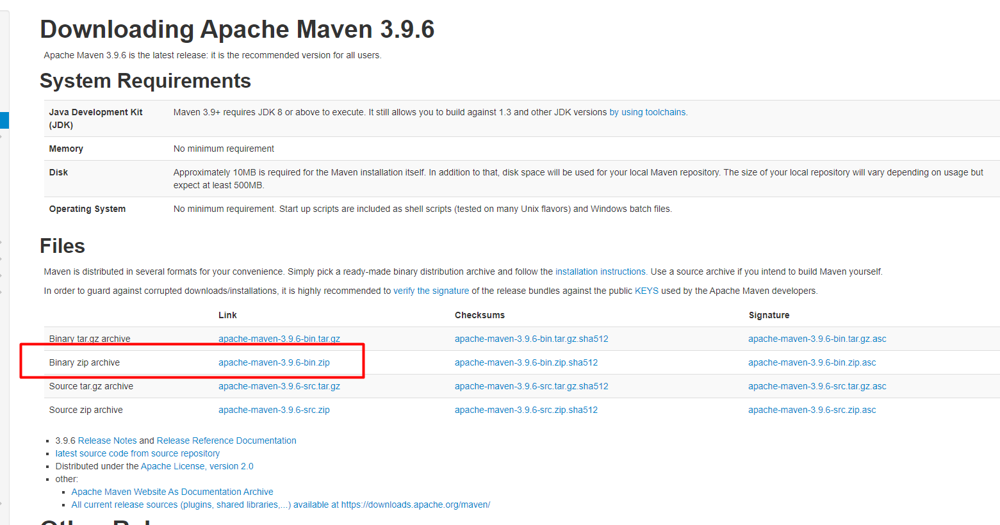 Downloading Apache Maven 3.9.6
Apache Maven 3.9.6 is the latest release: it is the recommended version for all users.
System Requirements
Java Development Kit (JDK)
Maven 3.9+ requires JDK 8 or above to execute. It still allows you to build against 1.3 and other JDK versions by using toolchains.
Memory No minimum requirement
Disk
Approximately 10MB is required for the Maven installation itself. In addition to that, disk space will be used for your local Maven repository. The size of your local repository will vary depending on usage but
expect at least 500MB.
Operating System No minimum requirement. Start up scripts are included as shell scripts (tested on many Unix flavors) and Windows batch files.
Files
Maven is distributed in several formats for your convenience. Simply pick a ready-made binary distribution archive and follow the installation instructions. Use a source archive if you intend to build Maven yourself.
In order to guard against corrupted downloads/installations, it is highly recommended to verify the signature of the release bundles against the public KEYS used by the Apache Maven developers.
Link Checksums Signature
Binary tar.gz archive apache-maven-3.9.6-bin.tar.gz apache-maven-3.9.6-bin.tar.gz.sha512 apache-maven-3.9.6-bin.tar.gz.asc
Binary zip archive apache-maven-3.9.6-bin.zip apache-maven-3.9.6-bin.zip.sha512 apache-maven-3.9.6-bin.zip.asc
Source tar.gz archive apache-maven-3.9.6-src.tar.gz apache-maven-3.9.6-src.tar.gz.sha512 apache-maven-3.9.6-src.tar.gz.asc
Source zip archive apache-maven-3.9.6-src.zip apache-maven-3.9.6-src.zip.sha512 apache-maven-3.9.6-src.zip.asc
3.9.6 Release Notes and Release Reference Documentation
latest source code from source repository
Distributed under the Apache License, version 2.0
other:
Apache Maven Website As Documentation Archive
All current release sources (plugins, shared libraries,...) available at https://downloads.apache.org/maven/